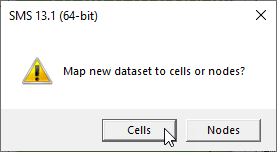 SMS 13.1 (64-bit)
Map new dataset to cells or nodes?
Cells
Nodes